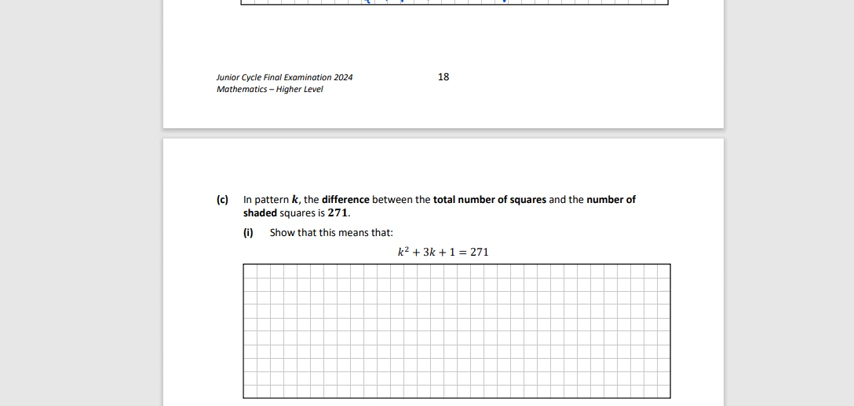 Junior Cycle Final Examination 2024
18
Mathematics – Higher Level
(c) In pattern k, the difference between the total number of squares and the number of
shaded squares is 271.
(i) Show that this means that:
k² + 3k + 1 = 271